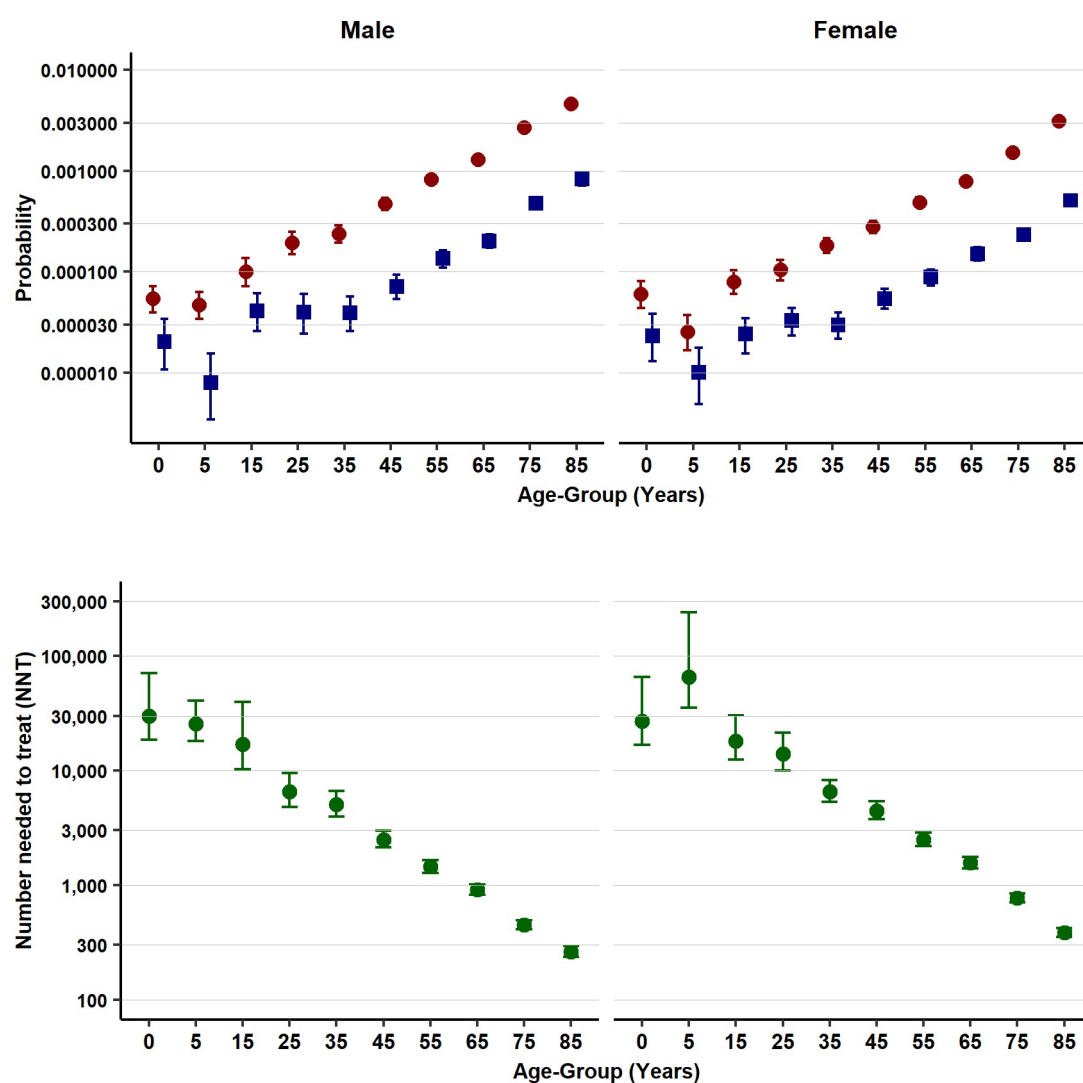 Male Female
0.010000
0.003000
0.001000
0.000300
0.000100
0.000030
0.000010
Probability
0 5 15 25 35 45 55 65 75 85 0 5 15 25 35 45 55 65 75 85
Age-Group (Years)
300,000
100,000
30,000
10,000
3,000
1,000
300
100
Number needed to treat (NNT)
0 5 15 25 35 45 55 65 75 85 0 5 15 25 35 45 55 65 75 85
Age-Group (Years)